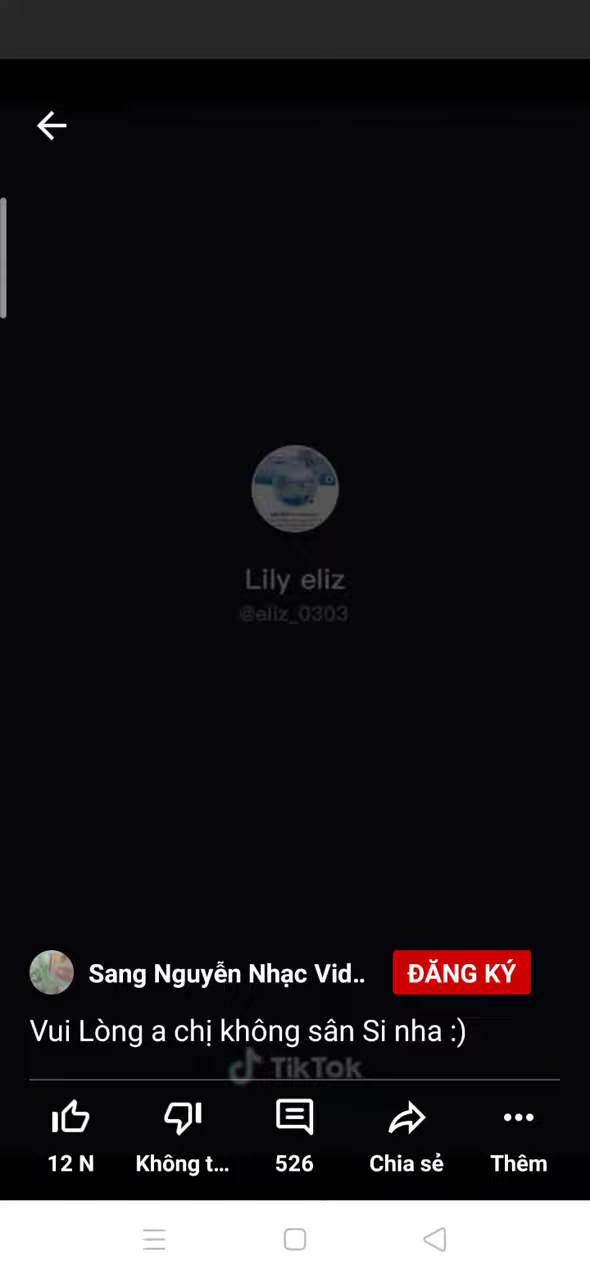 Lily eliz
@eliz_0303
Sang Nguyễn Nhạc Vid..
ĐĂNG KÝ
Vui Lòng a chị không sân Si nha :)
TikTok
12 N
Không t...
526
Chia sẻ
Thêm